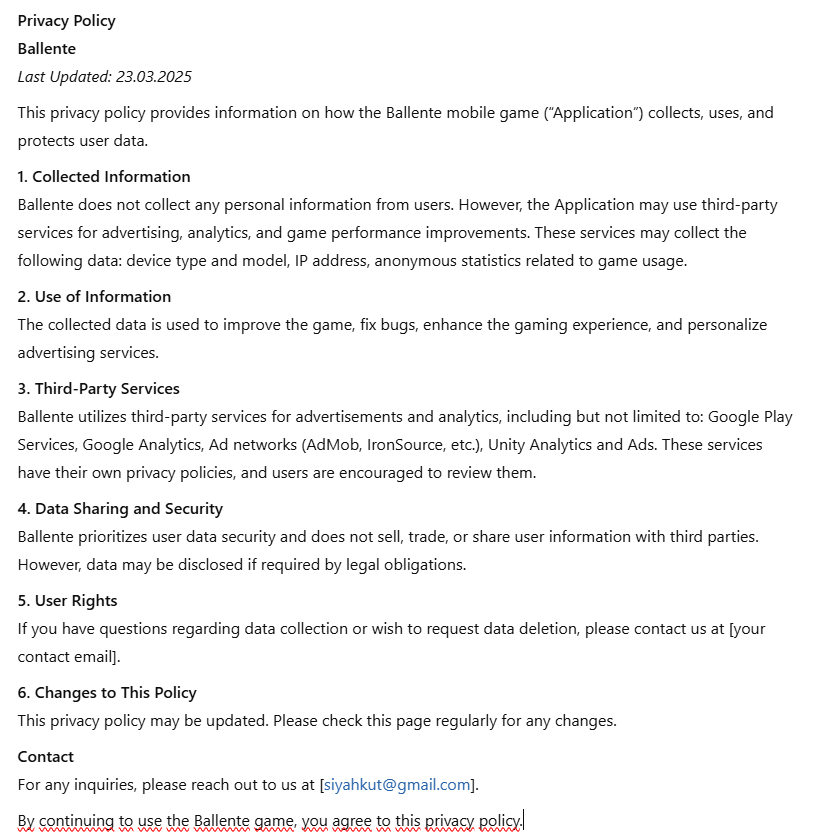 Privacy Policy
Ballente
Last Updated: 23.03.2025
This privacy policy provides information on how the Ballente mobile game (“Application”) collects, uses, and
protects user data.
1. Collected Information
Ballente does not collect any personal information from users. However, the Application may use third-party
services for advertising, analytics, and game performance improvements. These services may collect the
following data: device type and model, IP address, anonymous statistics related to game usage.
2. Use of Information
The collected data is used to improve the game, fix bugs, enhance the gaming experience, and personalize
advertising services.
3. Third-Party Services
Ballente utilizes third-party services for advertisements and analytics, including but not limited to: Google Play
Services, Google Analytics, Ad networks (AdMob, IronSource, etc.), Unity Analytics and Ads. These services
have their own privacy policies, and users are encouraged to review them.
4. Data Sharing and Security
Ballente prioritizes user data security and does not sell, trade, or share user information with third parties.
However, data may be disclosed if required by legal obligations.
5. User Rights
If you have questions regarding data collection or wish to request data deletion, please contact us at [your
contact email].
6. Changes to This Policy
This privacy policy may be updated. Please check this page regularly for any changes.
Contact
For any inquiries, please reach out to us at [siyahkut@gmail.com].
By continuing to use the Ballente game, you agree to this privacy policy.